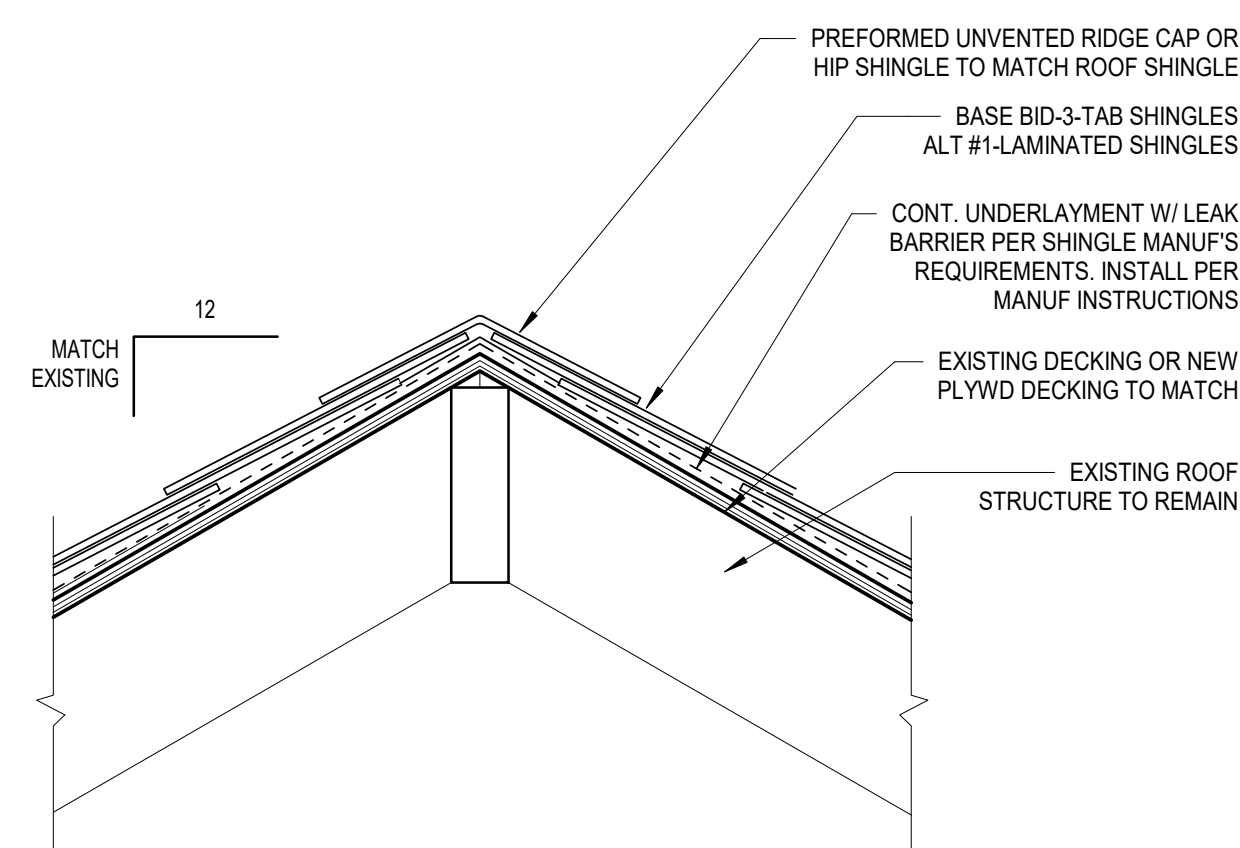 PREFORMED UNVENTED RIDGE CAP OR
HIP SHINGLE TO MATCH ROOF SHINGLE
BASE BID-3-TAB SHINGLES
ALT #1-LAMINATED SHINGLES
CONT. UNDERLAYMENT W/ LEAK
BARRIER PER SHINGLE MANUF'S
REQUIREMENTS. INSTALL PER
MANUF INSTRUCTIONS
12
MATCH
EXISTING
EXISTING DECKING OR NEW
PLYWD DECKING TO MATCH
EXISTING ROOF
STRUCTURE TO REMAIN